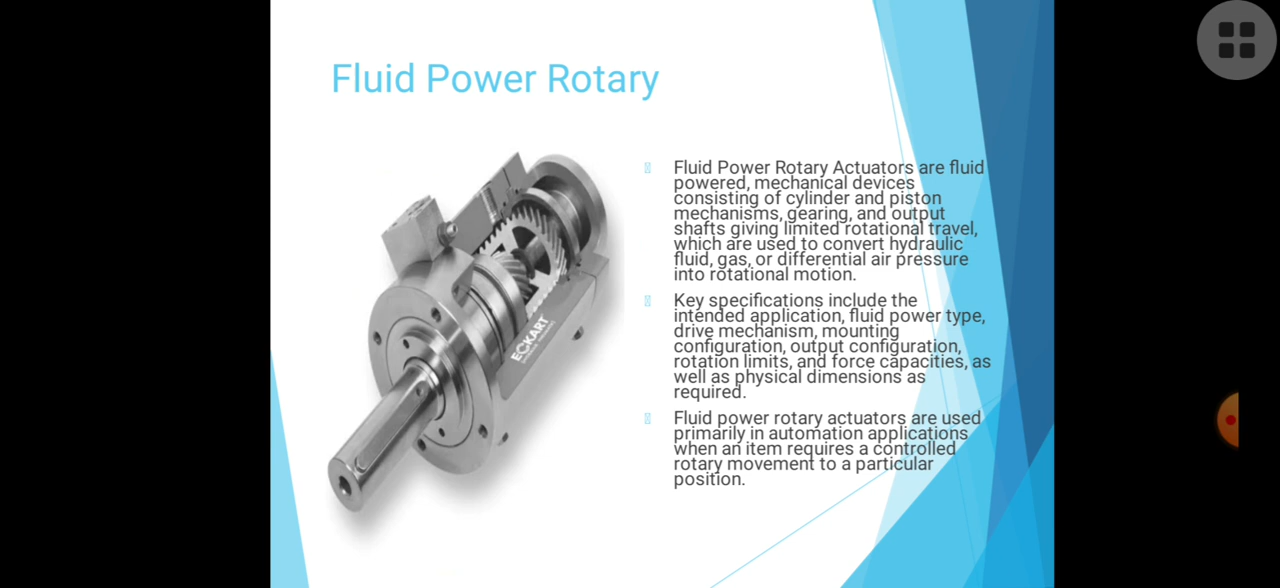 Fluid Power Rotary
Fluid Power Rotary Actuators are fluid
powered, mechanical devices
consisting of cylinder and piston
mechanisms, gearing, and output
shafts giving limited rotational travel,
which are used to convert hydraulic
fluid, gas, or differential air pressure
into rotational motion.
Key specifications include the
intended application, fluid power type,
drive mechanism, mounting
configuration, output configuration,
rotation limits, and force capacities, as
well as physical dimensions as
required.
Fluid power rotary actuators are used
primarily in automation applications
when an item requires a controlled
rotary movement to a particular
position.
ECKART